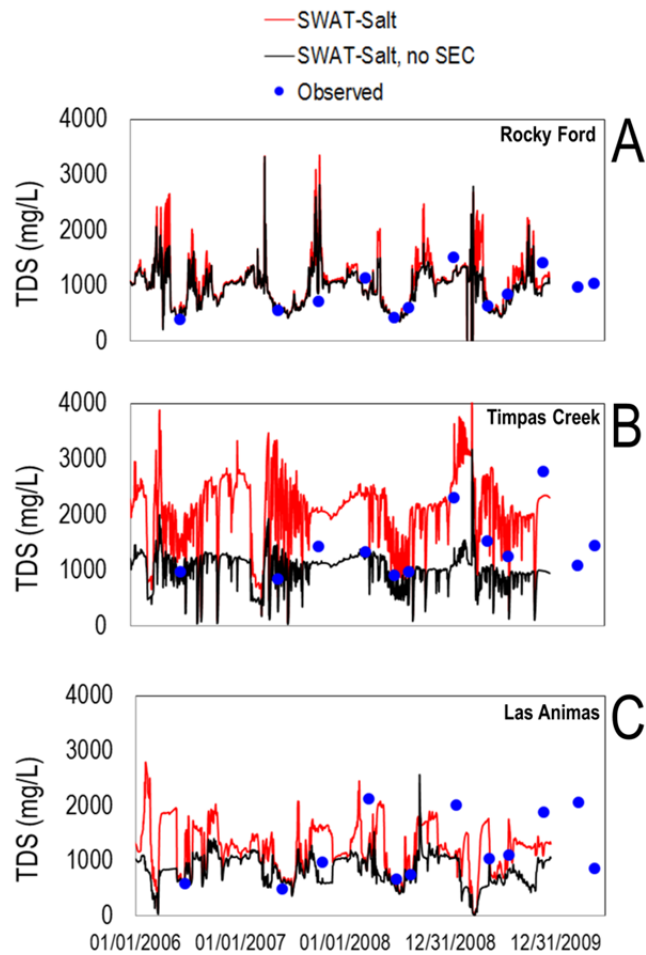 SWAT-Salt
SWAT-Salt, no SEC
Observed
4000
3000
2000
1000
0
TDS (mg/L)
Rocky Ford
A
4000
3000
2000
1000
0
TDS (mg/L)
Timpas Creek
B
4000
3000
2000
1000
0
TDS (mg/L)
Las Animas
C
01/01/2006 01/01/2007 01/01/2008 12/31/2008 12/31/2009